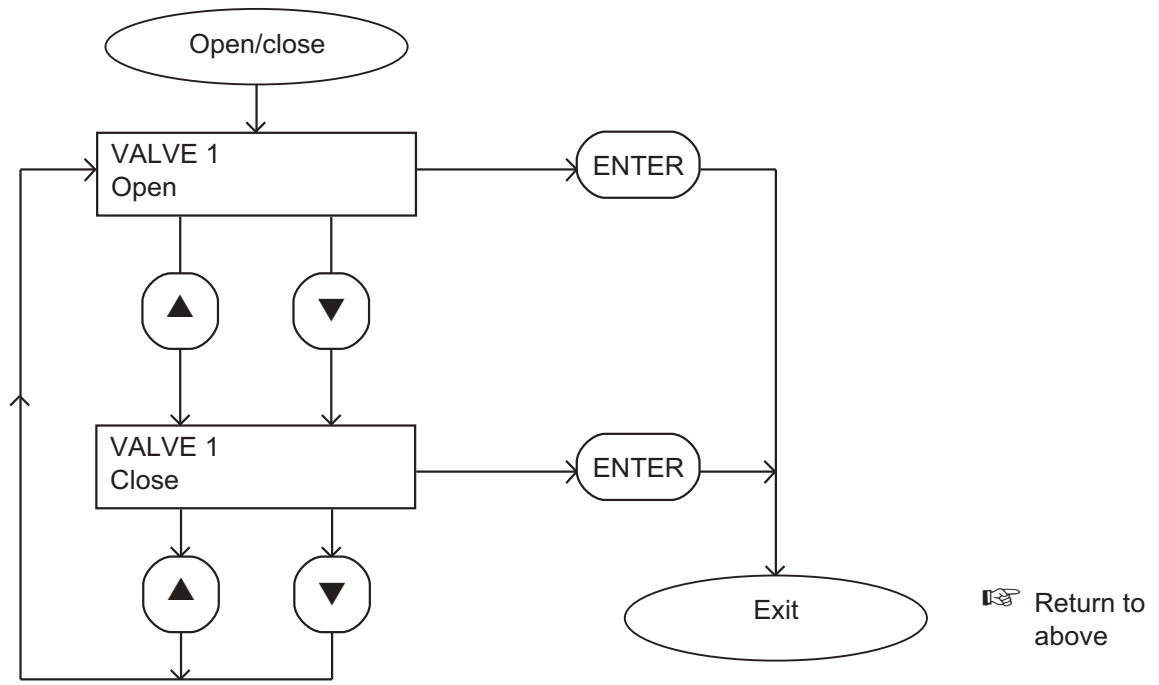 Open/close
VALVE 1
Open
ENTER
▲
▼
VALVE 1
Close
ENTER
▲
▼
Exit
☞ Return to
above